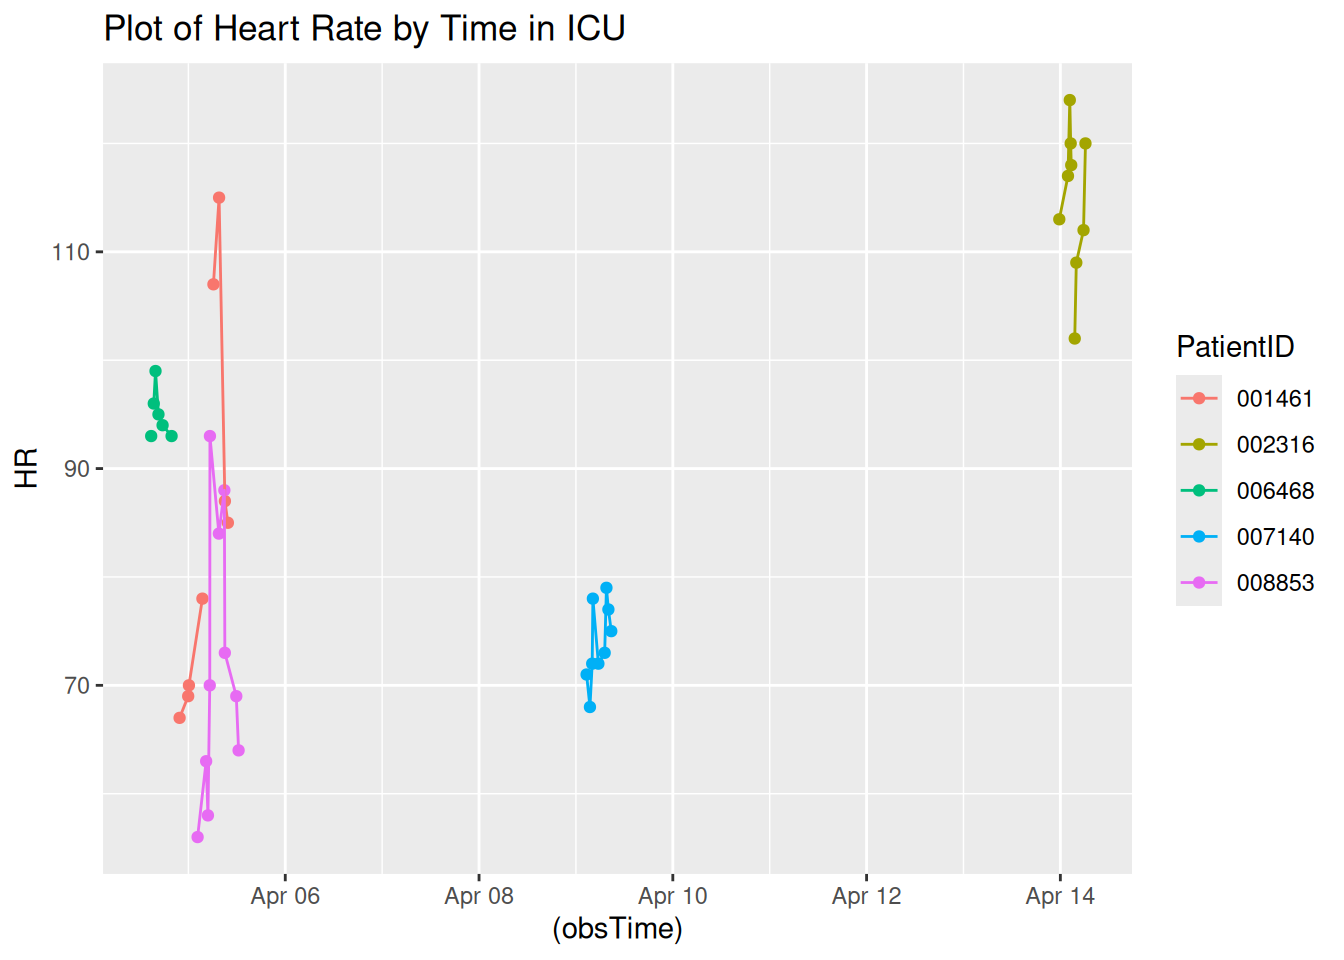 Plot of Heart Rate by Time in ICU
HR
110
90
70
Apr 06
Apr 08
Apr 10
Apr 12
Apr 14
(obsTime)
PatientID
001461
002316
006468
007140
008853